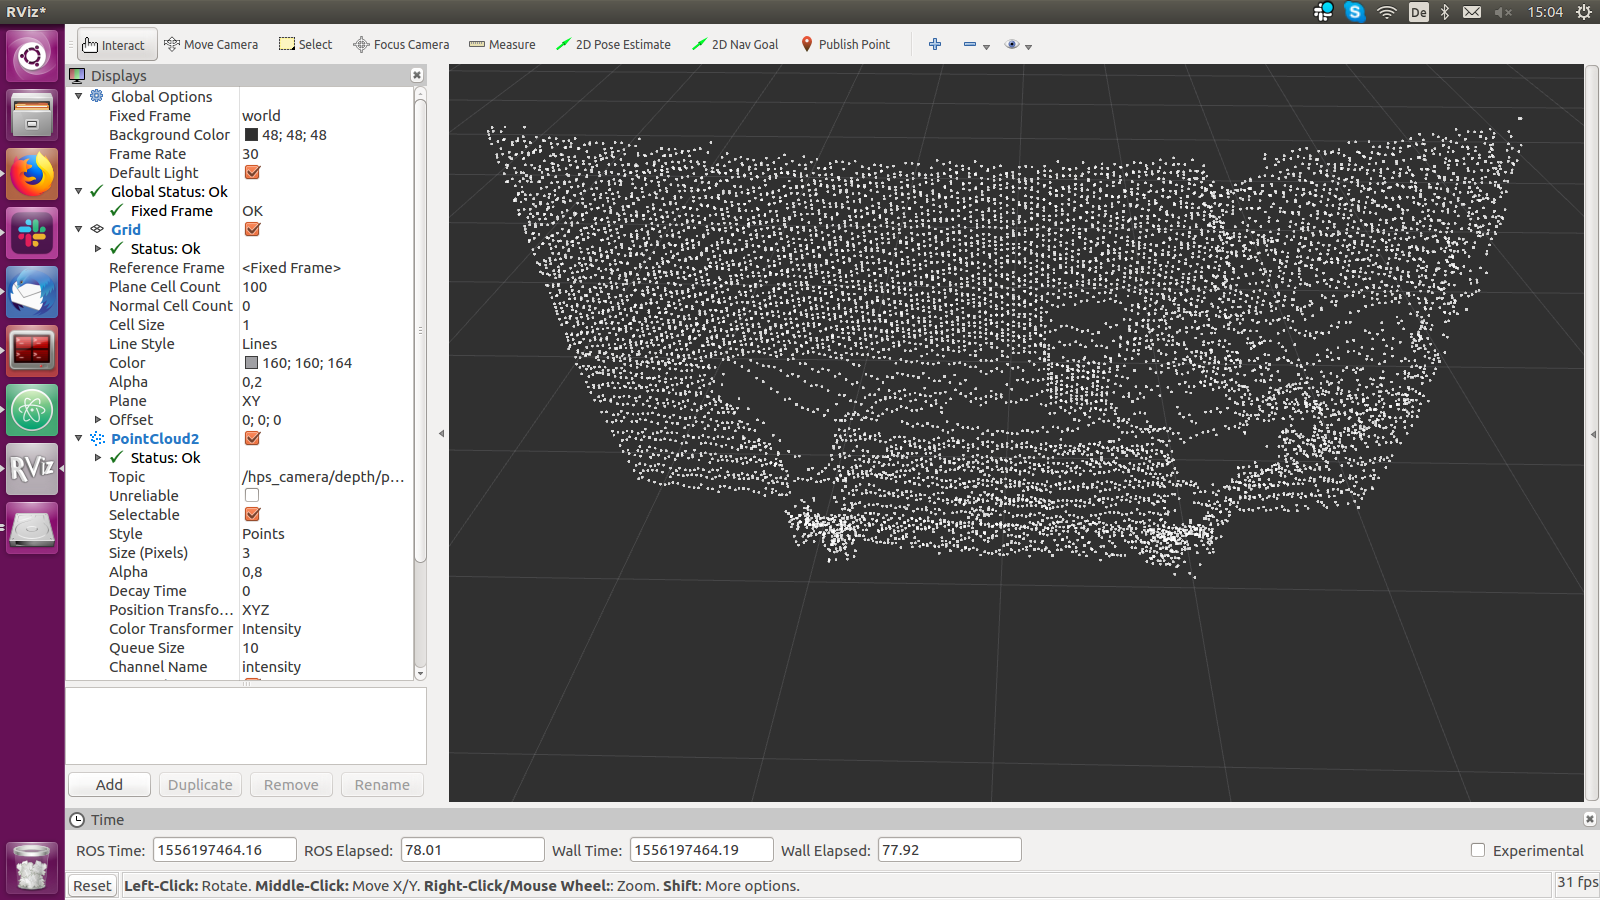 RViz*
De
15:04
Interact
Move Camera
Select
Focus Camera
Measure
2D Pose Estimate
2D Nav Goal
Publish Point
Displays
Global Options
Fixed Frame world
Background Color 48; 48; 48
Frame Rate 30
Default Light
Global Status: Ok
Fixed Frame OK
Grid
Status: Ok
Reference Frame <Fixed Frame>
Plane Cell Count 100
Normal Cell Count 0
Cell Size 1
Line Style Lines
Color 160; 160; 164
Alpha 0,2
Plane XY
Offset 0; 0; 0
PointCloud2
Status: Ok
Topic /hps_camera/depth/p...
Unreliable
Selectable
Style Points
Size (Pixels) 3
Alpha 0,8
Decay Time 0
Position Transfo... XYZ
Color Transformer Intensity
Queue Size 10
Channel Name intensity
RViz
Add
Duplicate
Remove
Rename
Time
ROS Time: 1556197464.16 ROS Elapsed: 78.01 Wall Time: 1556197464.19 Wall Elapsed: 77.92 Experimental
Reset Left-Click: Rotate. Middle-Click: Move X/Y. Right-Click/Mouse Wheel:: Zoom. Shift: More options. 31 fps